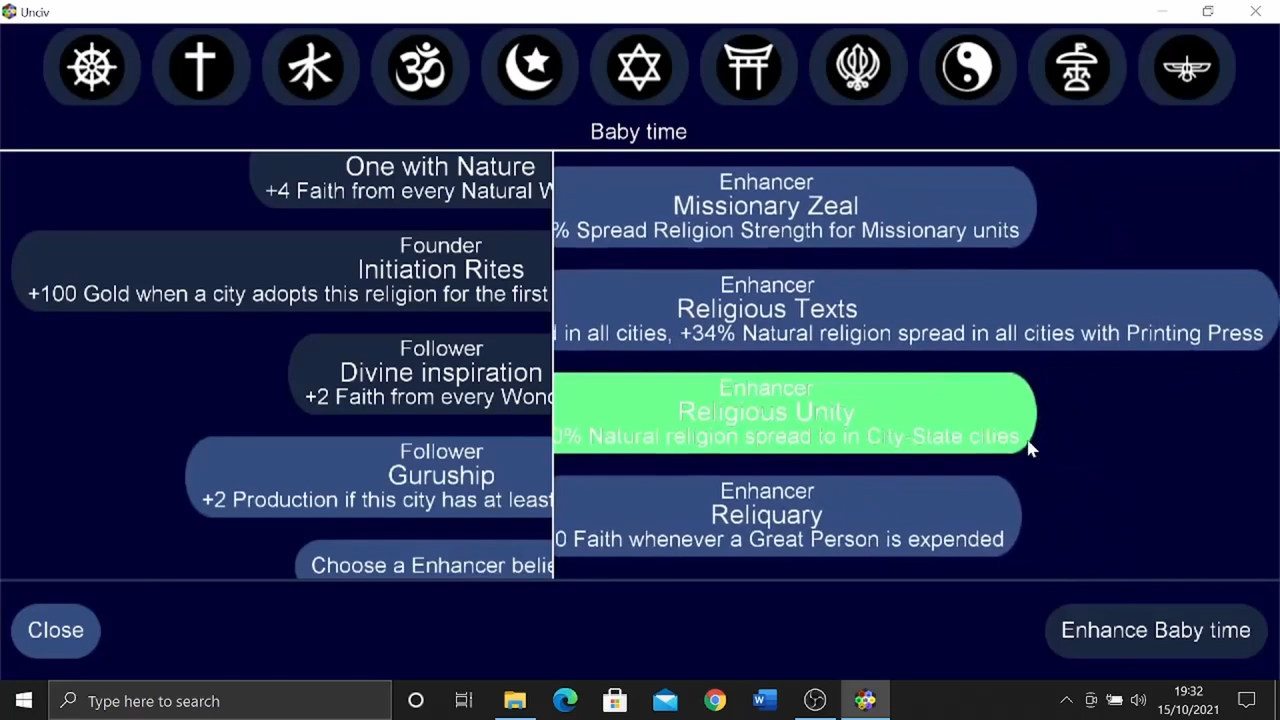 Unciv
Baby time
One with Nature
+4 Faith from every Natural W
Founder
Initiation Rites
+100 Gold when a city adopts this religion for the first
Follower
Divine inspiration
+2 Faith from every Wond
Follower
Guruship
+2 Production if this city has at least
Choose a Enhancer belie
Enhancer
Missionary Zeal
% Spread Religion Strength for Missionary units
Enhancer
Religious Texts
in all cities, +34% Natural religion spread in all cities with Printing Press
Enhancer
Religious Unity
0% Natural religion spread to in City-State cities
Enhancer
Reliquary
0 Faith whenever a Great Person is expended
Close
Enhance Baby time
Type here to search
19:32
15/10/2021